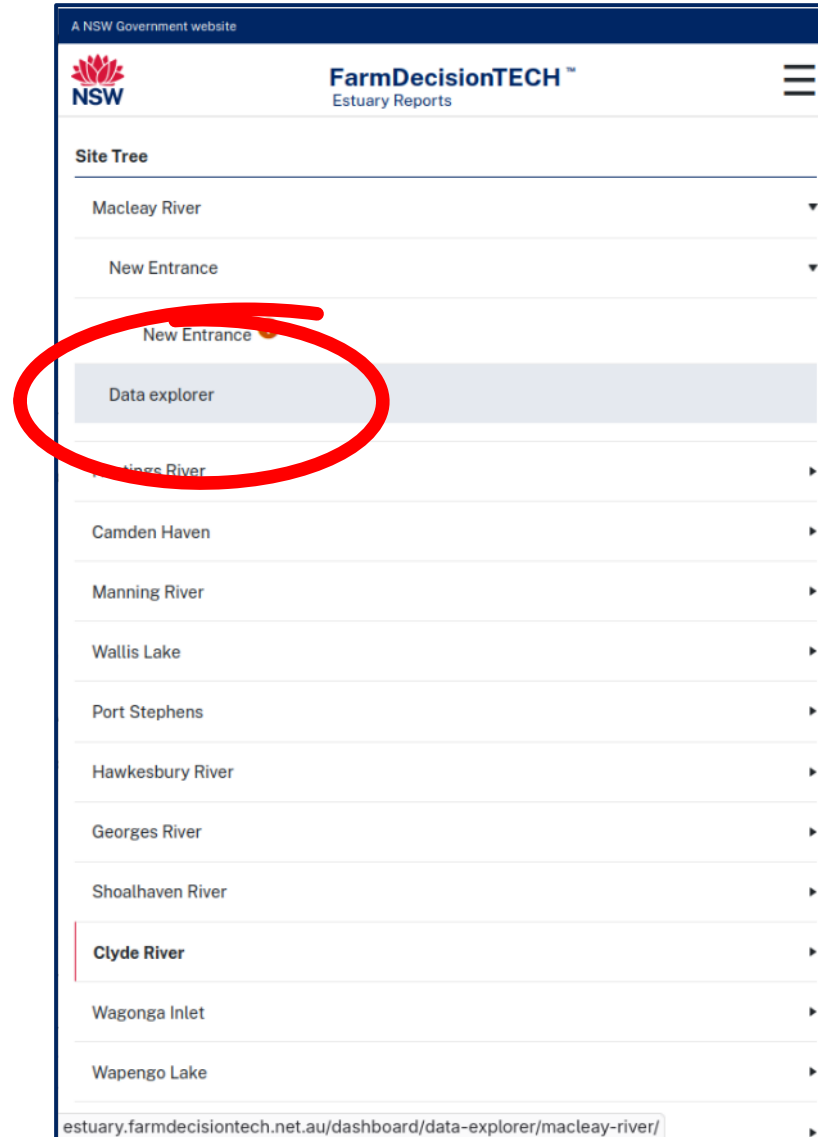 A NSW Government website
NSW
FarmDecisionTECH ™
Estuary Reports
Site Tree
Macleay River
New Entrance
New Entrance
Data explorer
River
Camden Haven
Manning River
Wallis Lake
Port Stephens
Hawkesbury River
Georges River
Shoalhaven River
Clyde River
Wagonga Inlet
Wapengo Lake
estuary.farmdecisiontech.net.au/dashboard/data-explorer/macleay-river/